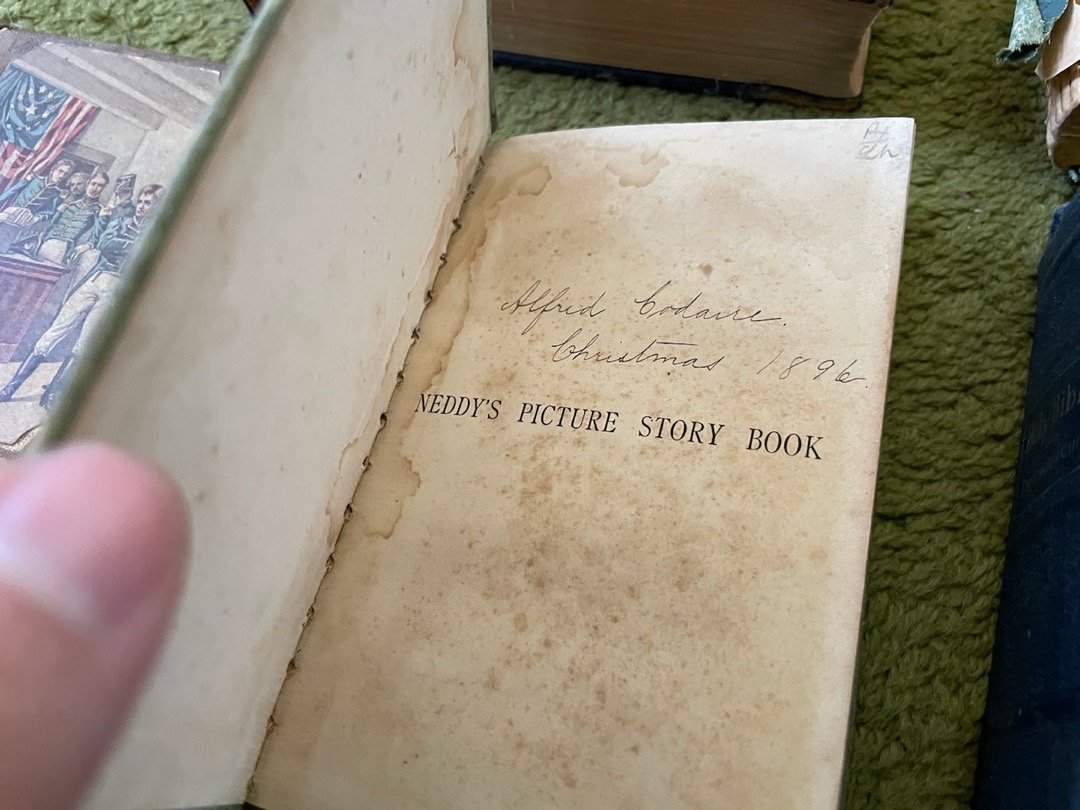 Alfred Codaire.
Christmas 1896.
NEDDY'S PICTURE STORY BOOK